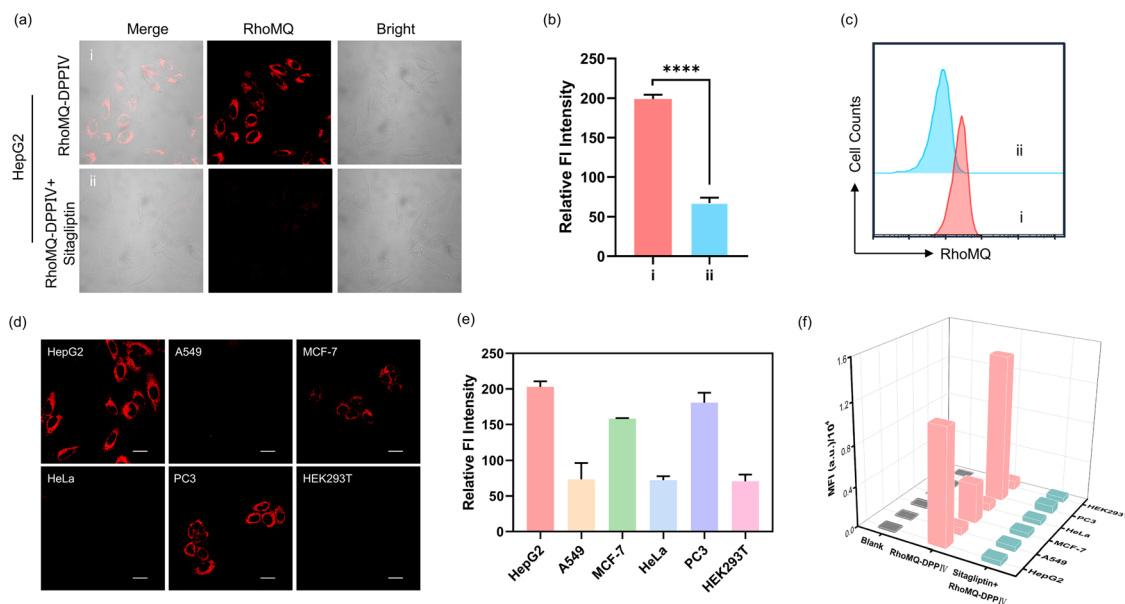 (a)
Merge
RhoMQ
Bright
HepG2
RhoMQ-DPPIV
i
RhoMQ-DPPIV+
Sitagliptin
ii
(b)
Relative FI Intensity
250
200
150
100
50
0
****
i
ii
(c)
Cell Counts
ii
i
RhoMQ
(d)
HepG2
A549
MCF-7
HeLa
PC3
HEK293T
(e)
Relative FI Intensity
250
200
150
100
50
0
HepG2
A549
MCF-7
HeLa
PC3
HEK293T
(f)
MFI (a.u.)/10⁴
1.6
1.2
0.8
0.4
0.0
Blank
RhoMQ-DPPⅣ
Sitagliptin+
RhoMQ-DPPⅣ
HEK293T
PC3
HeLa
MCF-7
A549
HepG2